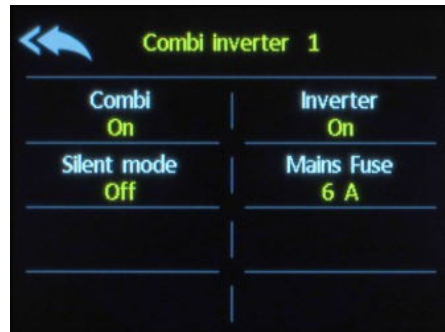 Combi inverter 1
Combi
Inverter
On
On
Silent mode
Mains Fuse
Off
6 A